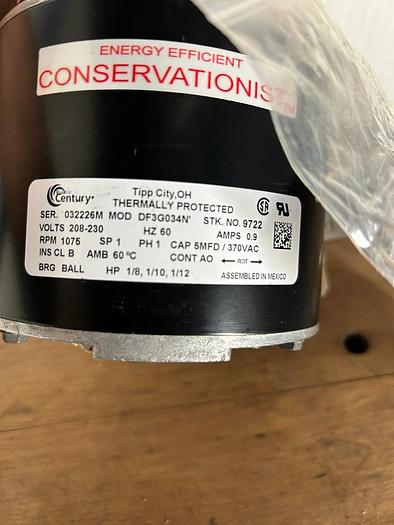 ENERGY EFFICIENT
CONSERVATIONIST™
Century®
Tipp City,OH
THERMALLY PROTECTED
SER. 032226M MOD DF3G034N' STK. NO. 9722
VOLTS 208-230 HZ 60 AMPS 0.9
RPM 1075 SP 1 PH 1 CAP 5MFD / 370VAC
INS CL B AMB 60 ºC CONT AO ROT
BRG BALL HP 1/8, 1/10, 1/12 ASSEMBLED IN MEXICO